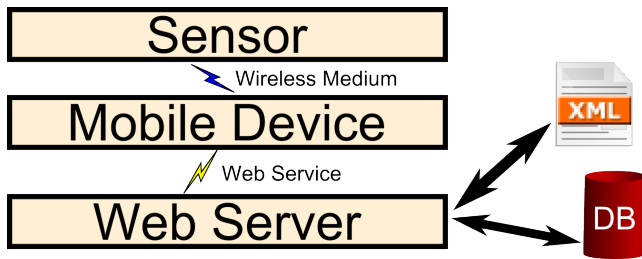 Sensor
Wireless Medium
Mobile Device
Web Service
Web Server
XML
DB